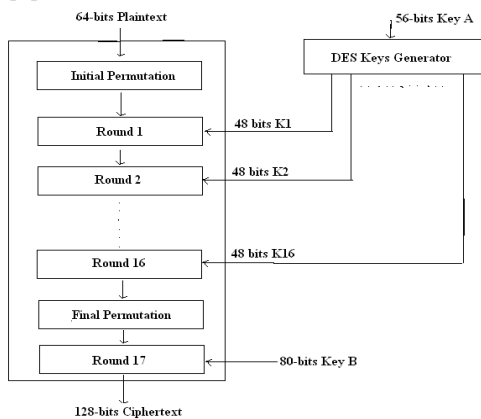 64-bits Plaintext
56-bits Key A
DES Keys Generator
Initial Permutation
Round 1
48 bits K1
Round 2
48 bits K2
Round 16
48 bits K16
Final Permutation
Round 17
80-bits Key B
128-bits Ciphertext